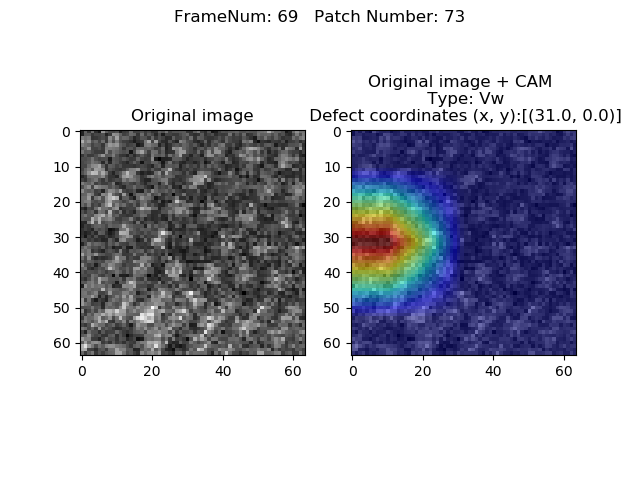 FrameNum: 69   Patch Number: 73
Original image
Original image + CAM
Type: Vw
Defect coordinates (x, y):[(31.0, 0.0)]
0
10
20
30
40
50
60
0 20 40 60
0
10
20
30
40
50
60
0 20 40 60